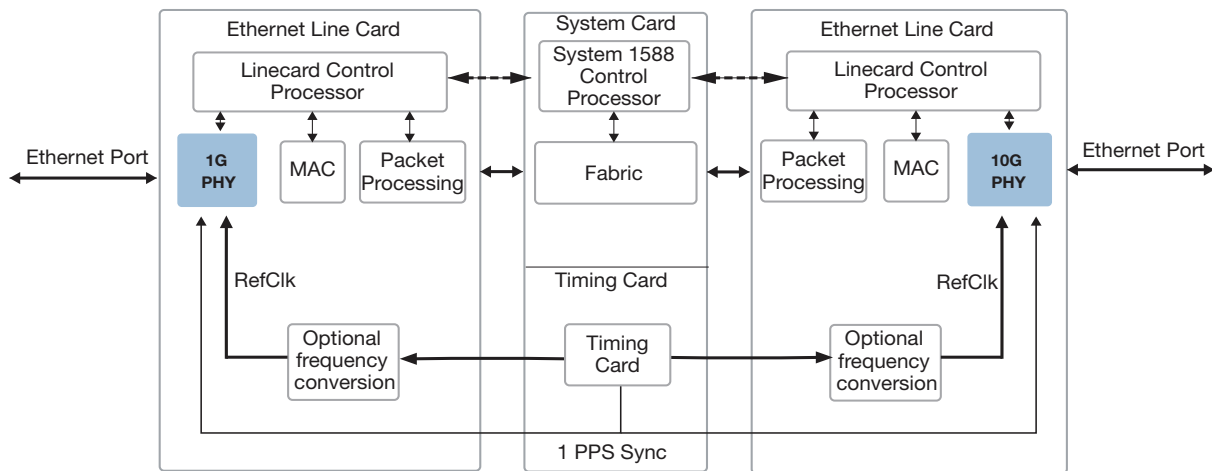 Ethernet Line Card
System Card
Ethernet Line Card
Linecard Control
Processor
System 1588
Control
Processor
Linecard Control
Processor
Ethernet Port
1G
PHY
MAC
Packet
Processing
Fabric
Packet
Processing
MAC
10G
PHY
Ethernet Port
RefClk
Timing Card
RefClk
Optional
frequency
conversion
Timing
Card
Optional
frequency
conversion
1 PPS Sync